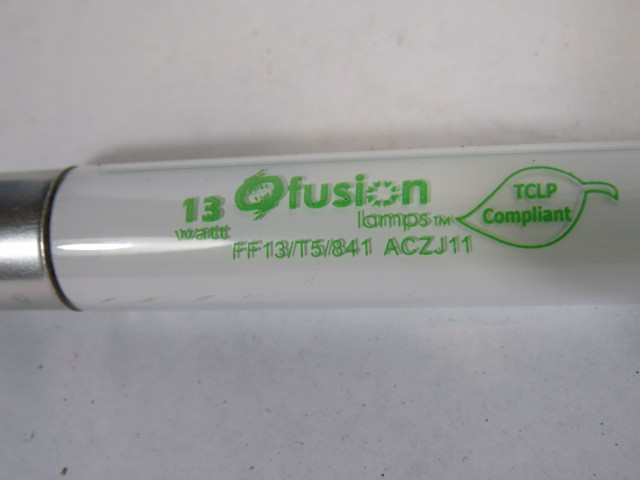 13 watt
fusion
lamps™
FF13/T5/841 ACZJ11
TCLP
Compliant